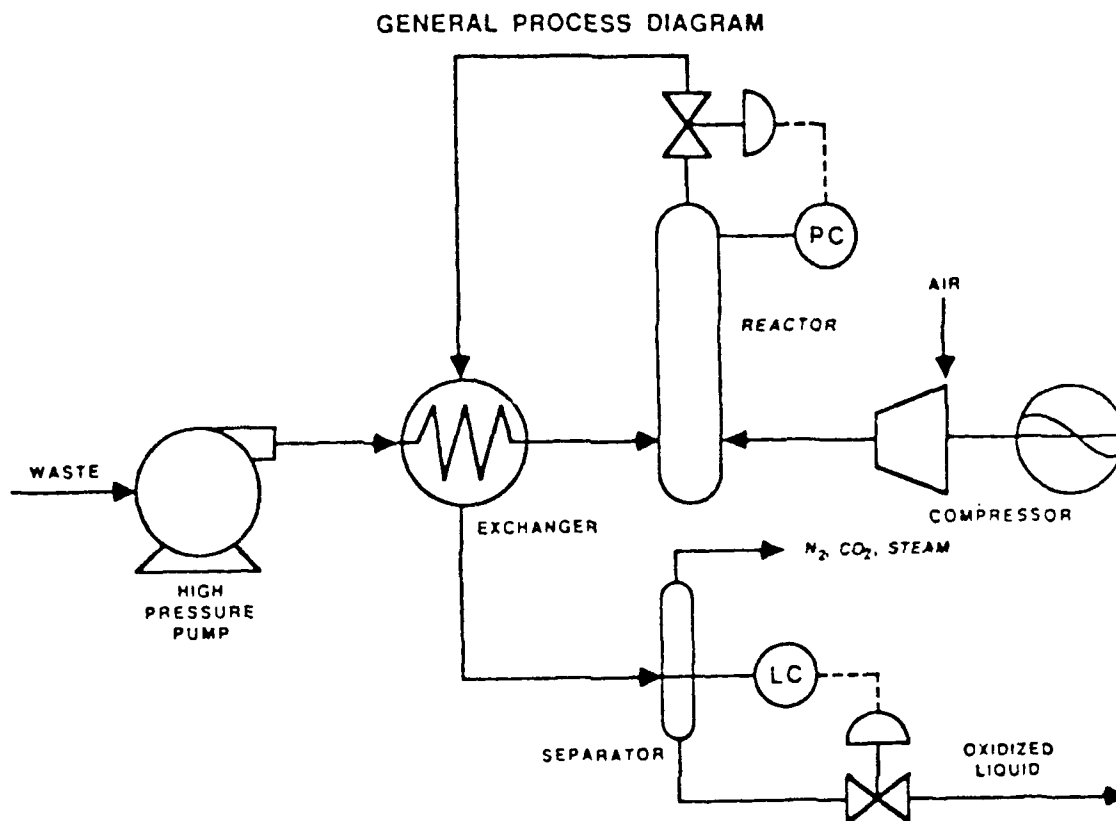 GENERAL PROCESS DIAGRAM
PC
AIR
REACTOR
WASTE
EXCHANGER
COMPRESSOR
HIGH
PRESSURE
PUMP
N₂, CO₂, STEAM
LC
SEPARATOR
OXIDIZED
LIQUID